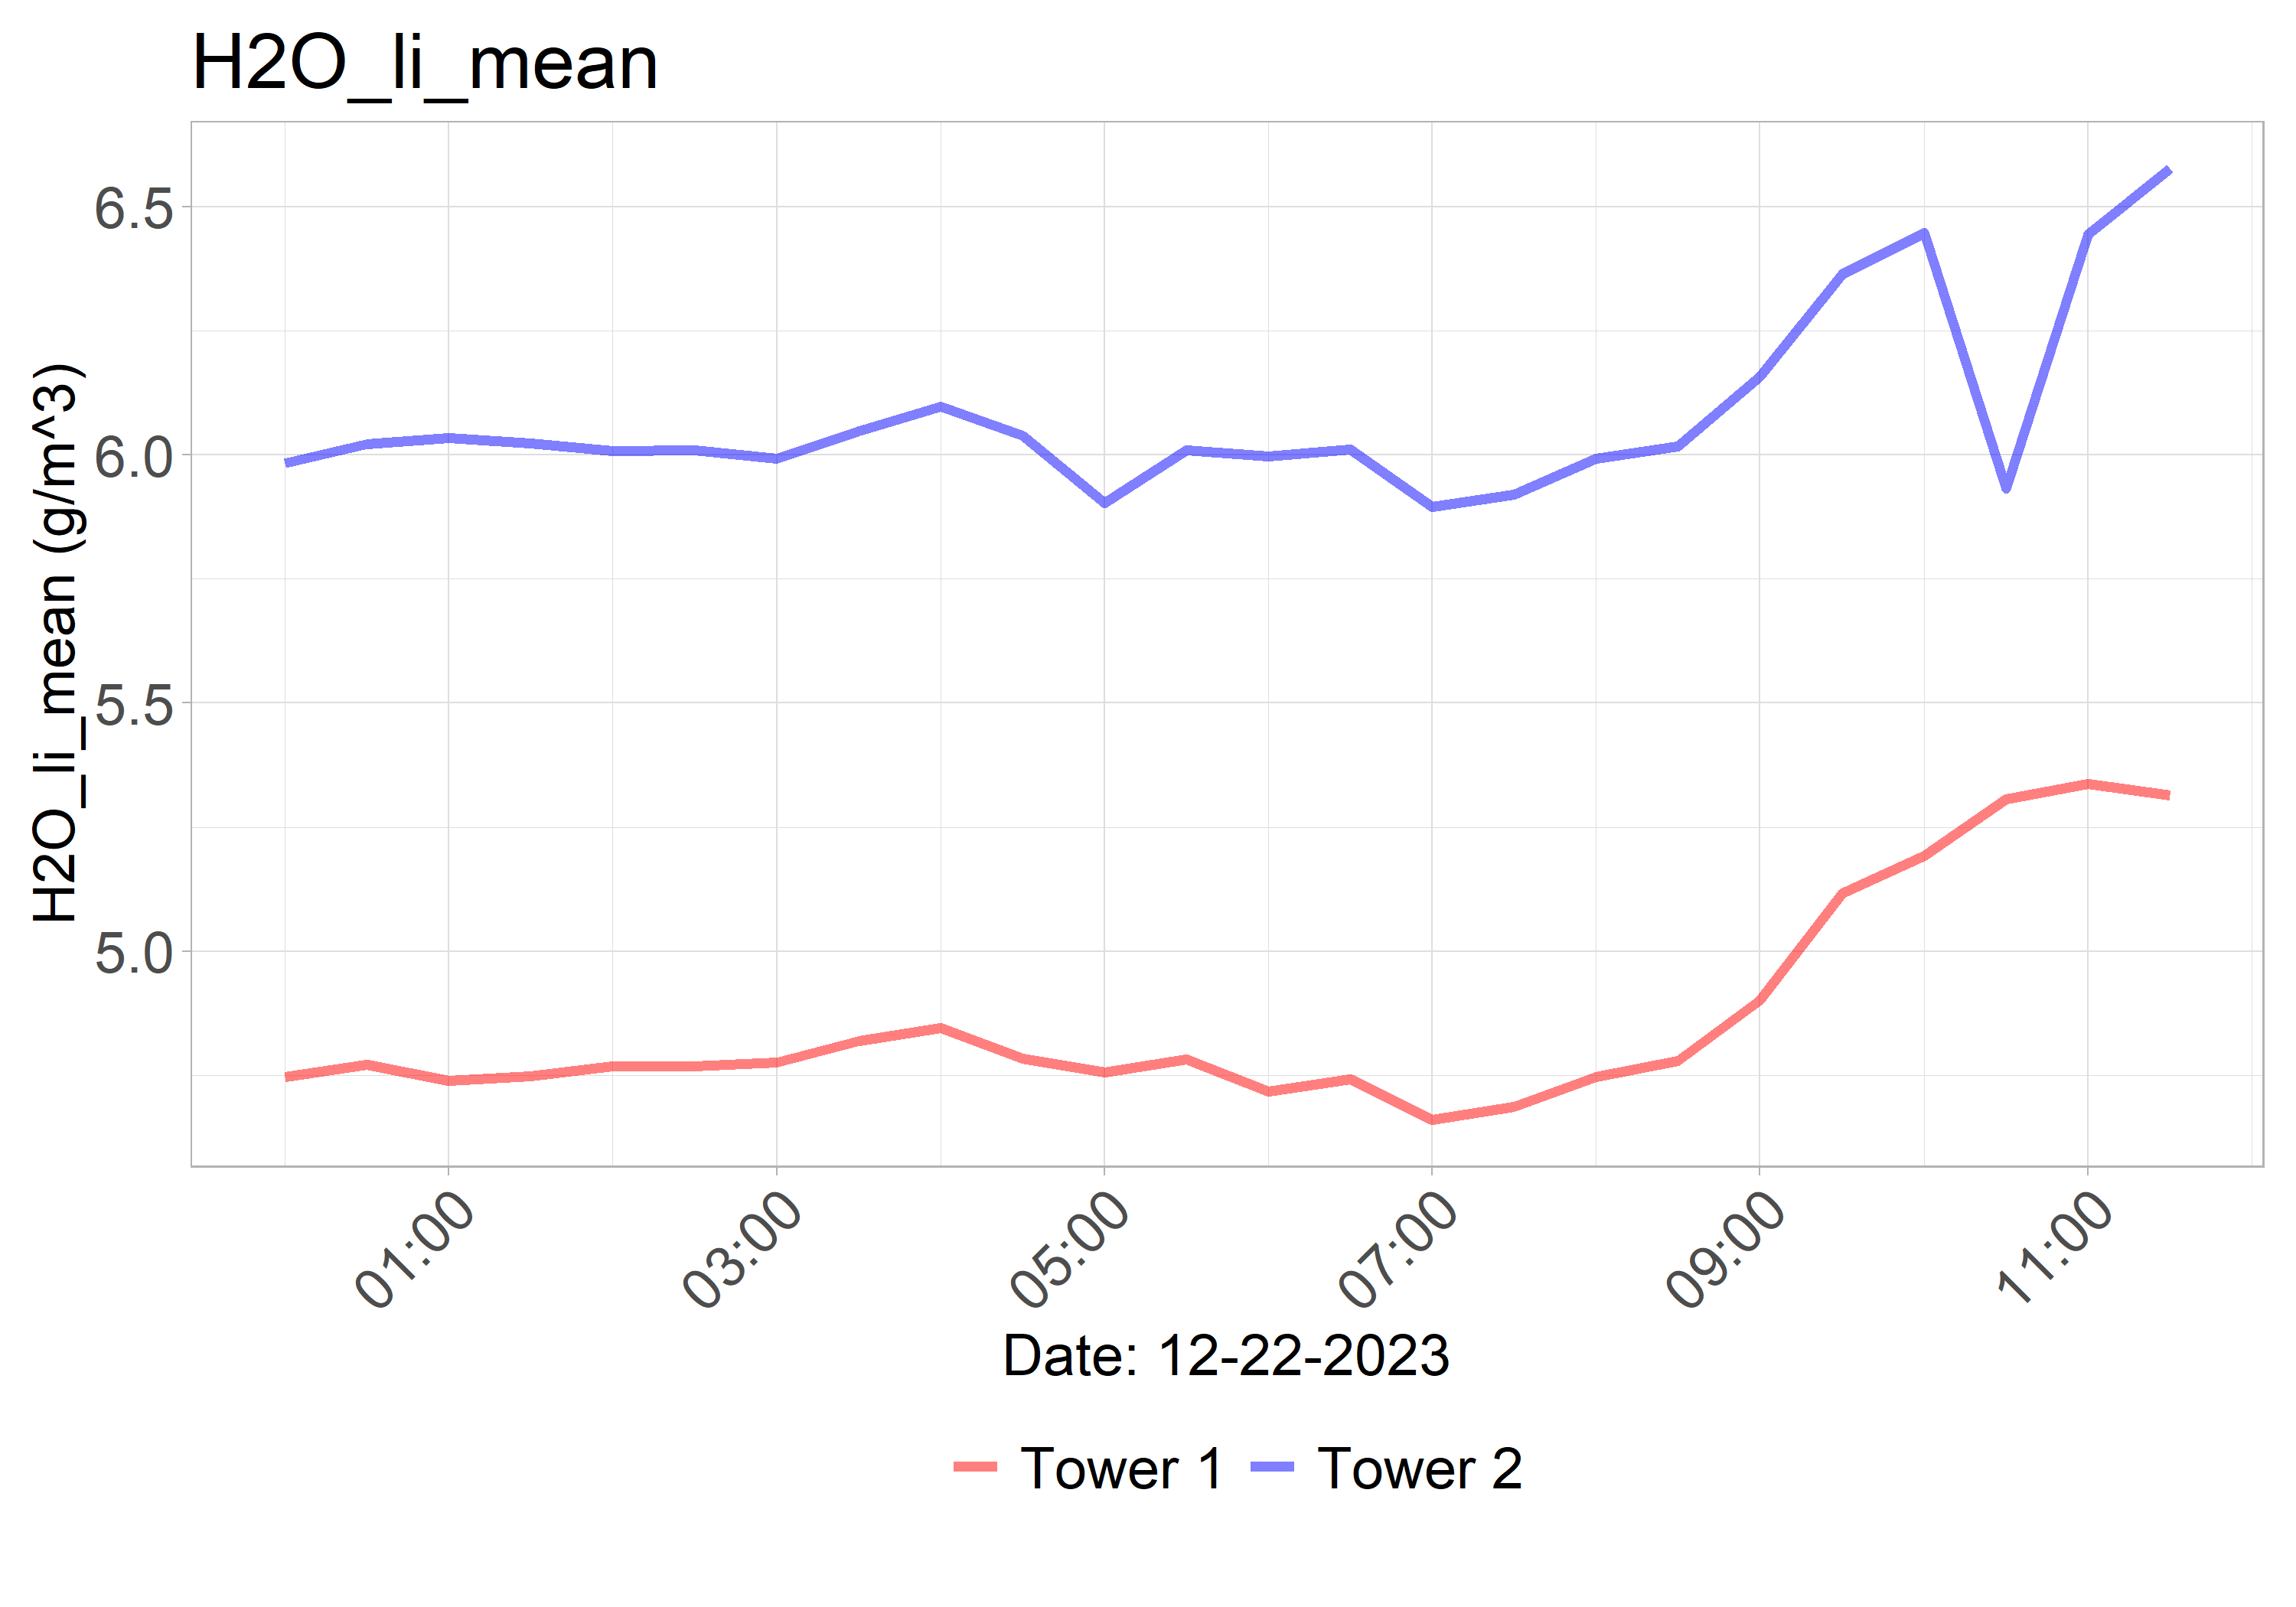 H2O_li_mean
H2O_li_mean (g/m^3)
6.5
6.0
5.5
5.0
01:00
03:00
05:00
07:00
09:00
11:00
Date: 12-22-2023
Tower 1
Tower 2